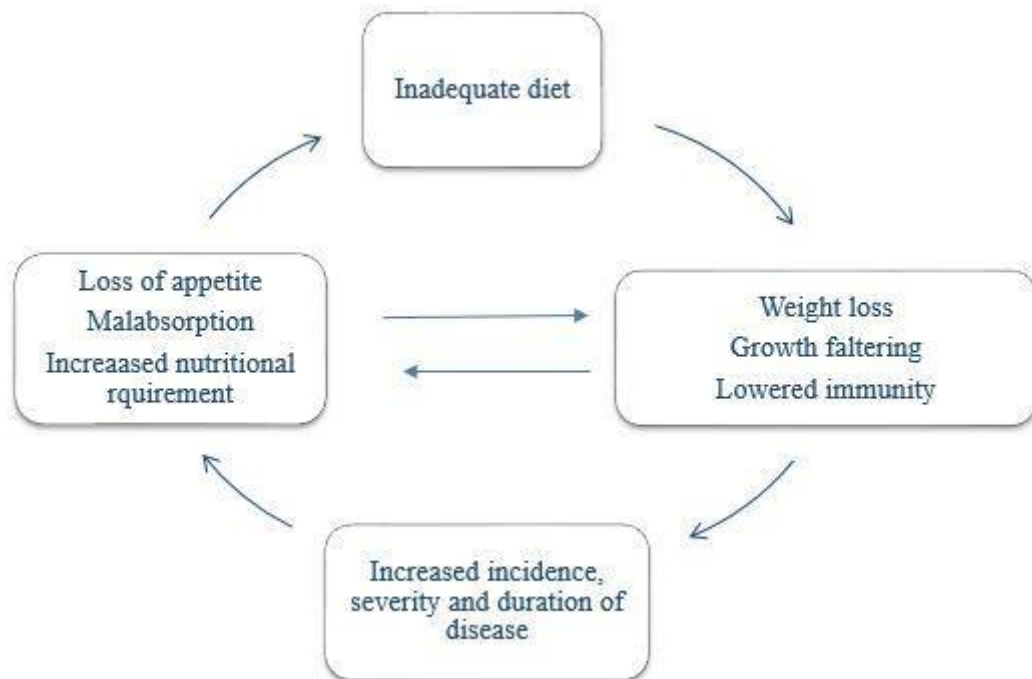 Inadequate diet
Loss of appetite
Malabsorption
Increaased nutritional
rquirement
Weight loss
Growth faltering
Lowered immunity
Increased incidence,
severity and duration of
disease